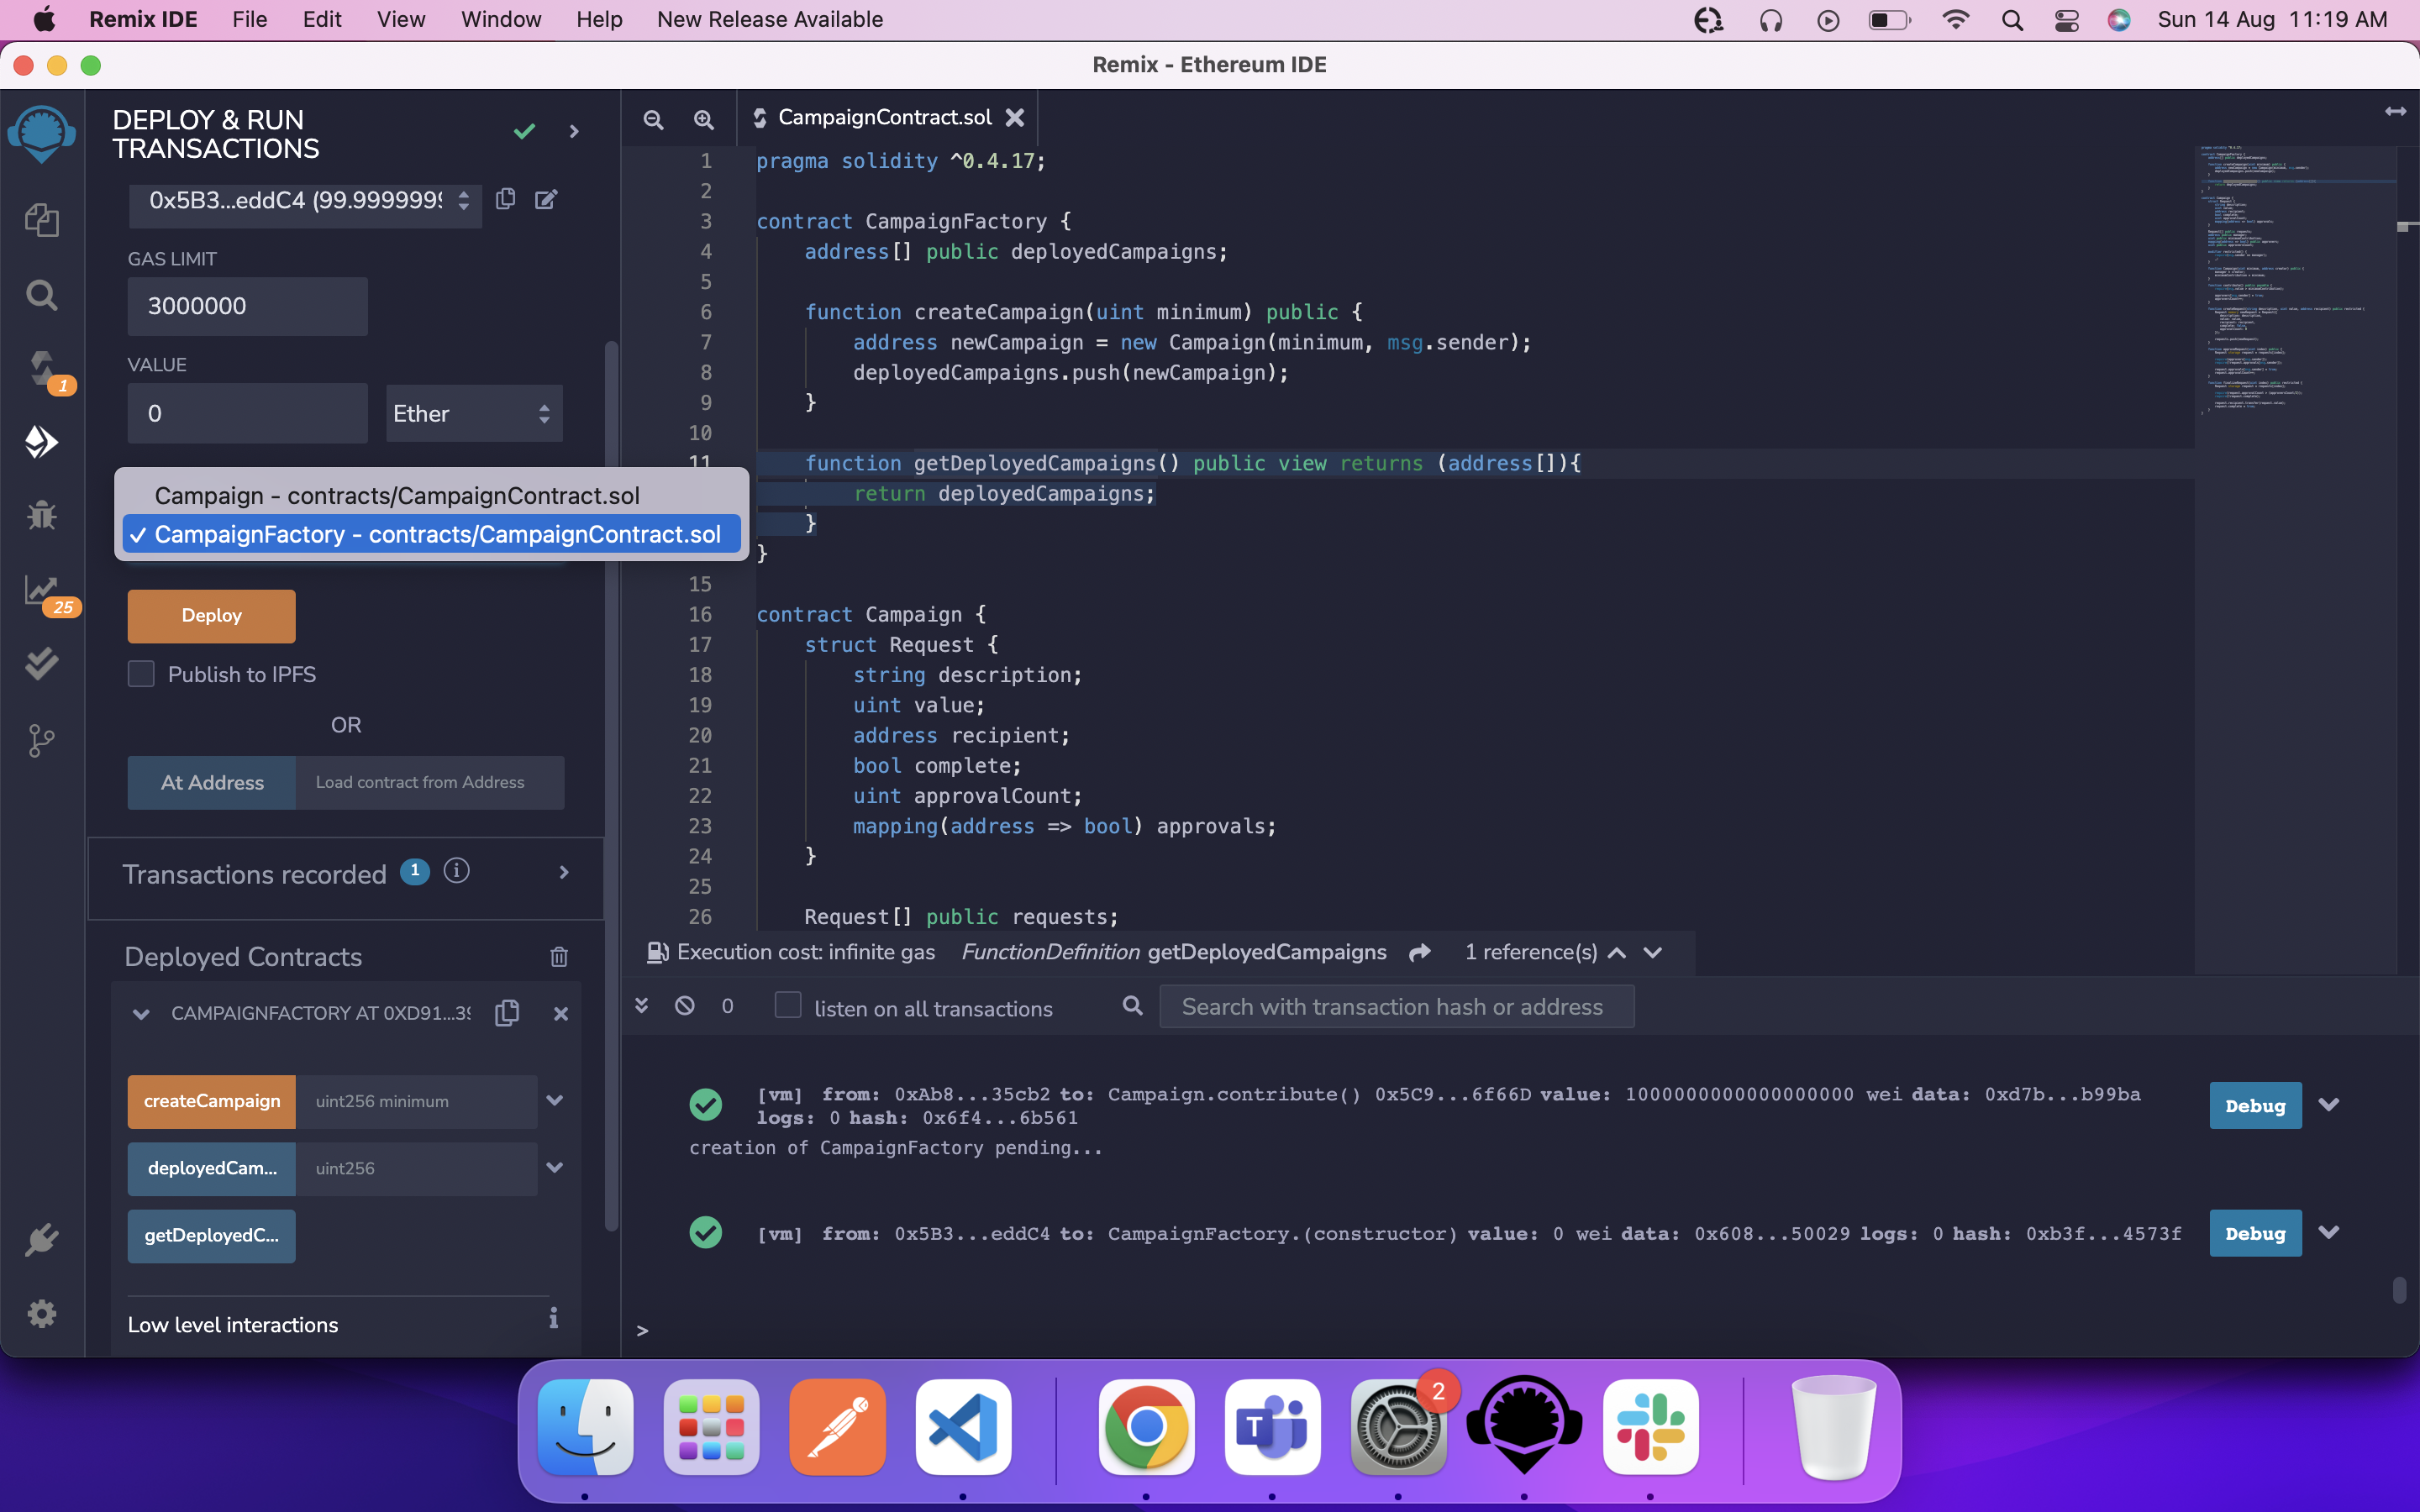 Remix IDE File Edit View Window Help New Release Available Sun 14 Aug 11:19 AM
Remix - Ethereum IDE
DEPLOY & RUN
TRANSACTIONS
0x5B3...eddC4 (99.9999999
GAS LIMIT
3000000
VALUE
0 Ether
Campaign - contracts/CampaignContract.sol
✓ CampaignFactory - contracts/CampaignContract.sol
Deploy
Publish to IPFS
OR
At Address Load contract from Address
Transactions recorded 1 i
Deployed Contracts
CAMPAIGNFACTORY AT 0XD91...39
createCampaign uint256 minimum
deployedCam... uint256
getDeployedC...
Low level interactions i
1
25
CampaignContract.sol
1 pragma solidity ^0.4.17;
2
3 contract CampaignFactory {
4 address[] public deployedCampaigns;
5
6 function createCampaign(uint minimum) public {
7 address newCampaign = new Campaign(minimum, msg.sender);
8 deployedCampaigns.push(newCampaign);
9 }
10
11 function getDeployedCampaigns() public view returns (address[]){
return deployedCampaigns;
}
}
15
16 contract Campaign {
17 struct Request {
18 string description;
19 uint value;
20 address recipient;
21 bool complete;
22 uint approvalCount;
23 mapping(address => bool) approvals;
24 }
25
26 Request[] public requests;
Execution cost: infinite gas FunctionDefinition getDeployedCampaigns 1 reference(s)
0 listen on all transactions Search with transaction hash or address
[vm] from: 0xAb8...35cb2 to: Campaign.contribute() 0x5C9...6f66D value: 1000000000000000000 wei data: 0xd7b...b99ba
logs: 0 hash: 0x6f4...6b561
Debug
creation of CampaignFactory pending...
[vm] from: 0x5B3...eddC4 to: CampaignFactory.(constructor) value: 0 wei data: 0x608...50029 logs: 0 hash: 0xb3f...4573f
Debug
>
2
T